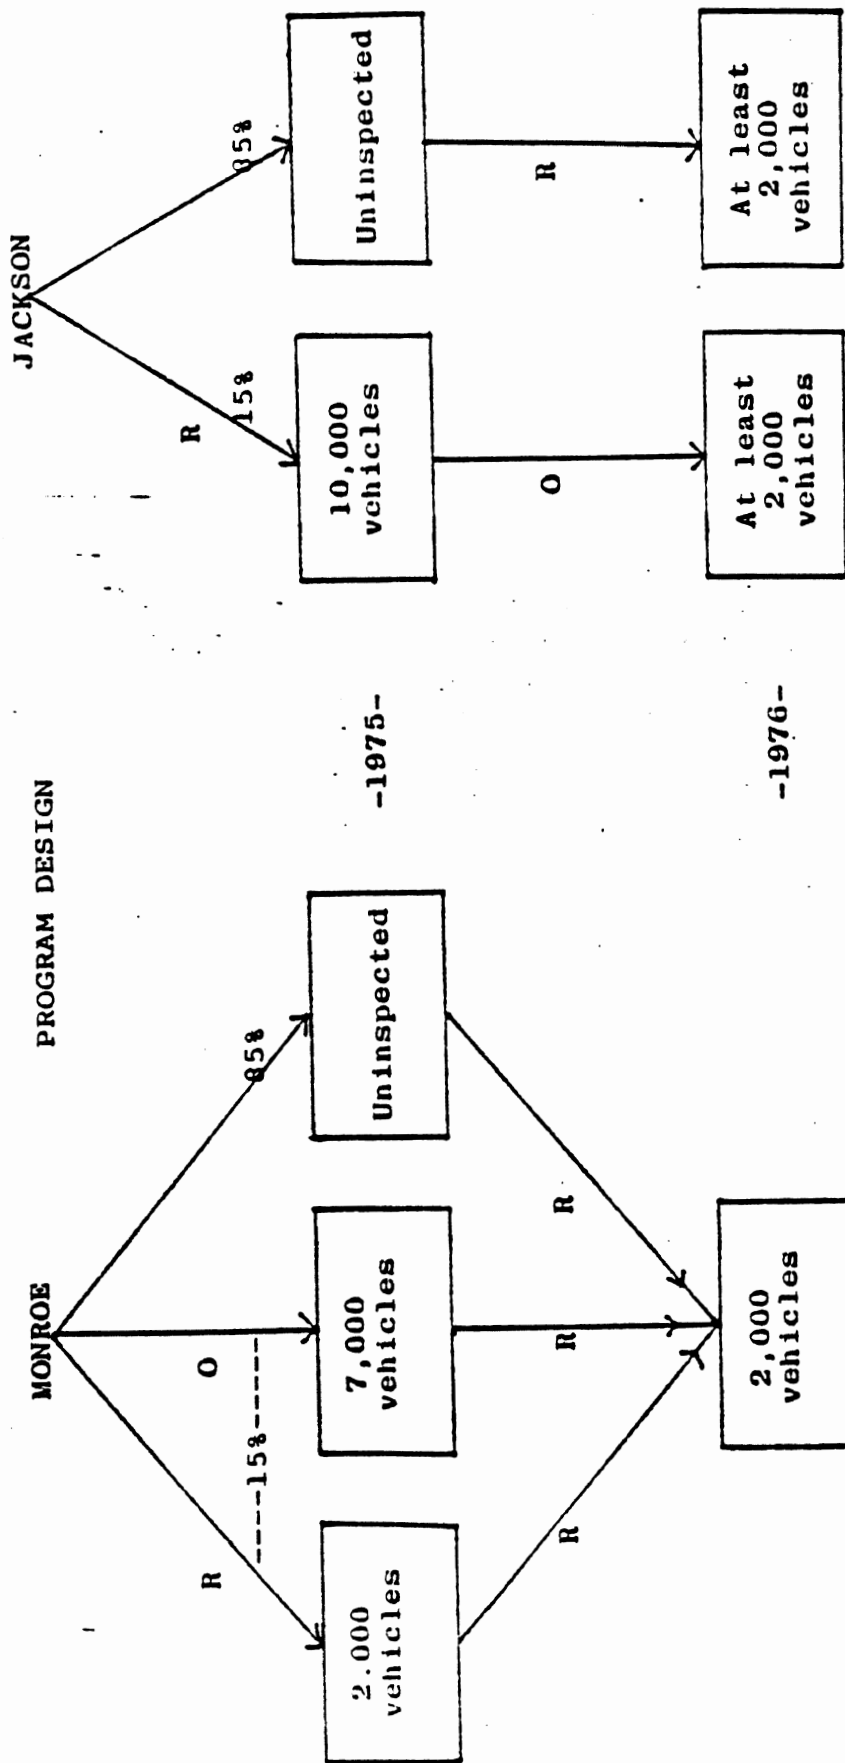 PROGRAM DESIGN
MONROE
JACKSON
R
O
85%
----15%-----
R
15%
85%
2.000
vehicles
7,000
vehicles
Uninspected
-1975-
10,000
vehicles
Uninspected
R
R
R
O
R
2,000
vehicles
-1976-
At least
2,000
vehicles
At least
2,000
vehicles